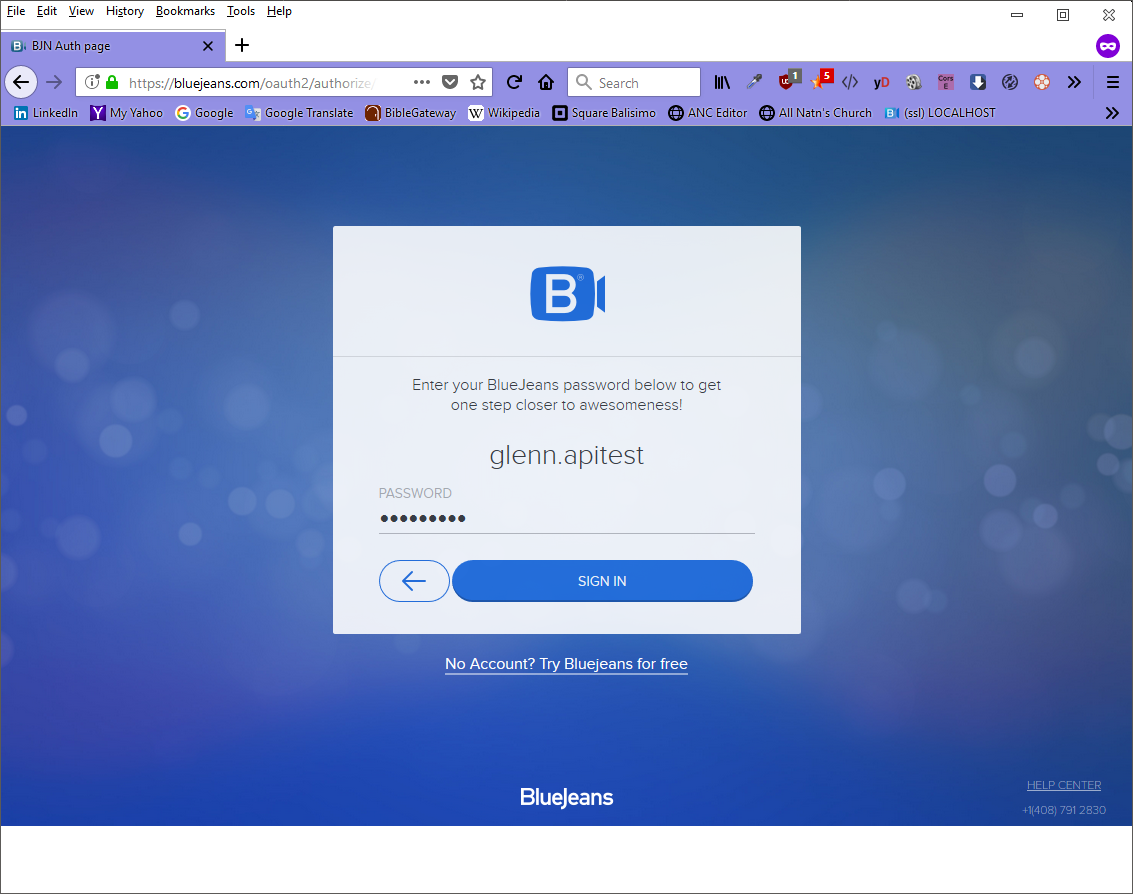 File Edit View History Bookmarks Tools Help
BJN Auth page
https://bluejeans.com/oauth2/authorize/
Search
1
5
yD
Cors E
LinkedIn My Yahoo Google Google Translate BibleGateway Wikipedia Square Balisimo ANC Editor All Natn's Church (ssl) LOCALHOST
B®
Enter your BlueJeans password below to get
one step closer to awesomeness!
glenn.apitest
PASSWORD
SIGN IN
No Account? Try Bluejeans for free
BlueJeans
HELP CENTER
+1(408) 791 2830